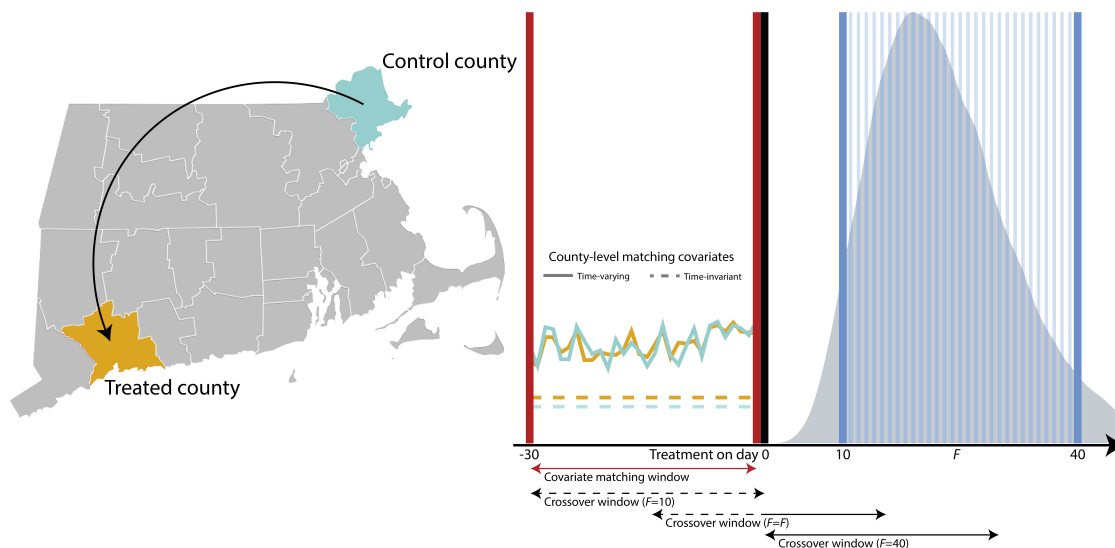 Control county
Treated county
County-level matching covariates
Time-varying
Time-invariant
-30
Treatment on day 0
10
F
40
Covariate matching window
Crossover window (F=10)
Crossover window (F=F)
Crossover window (F=40)